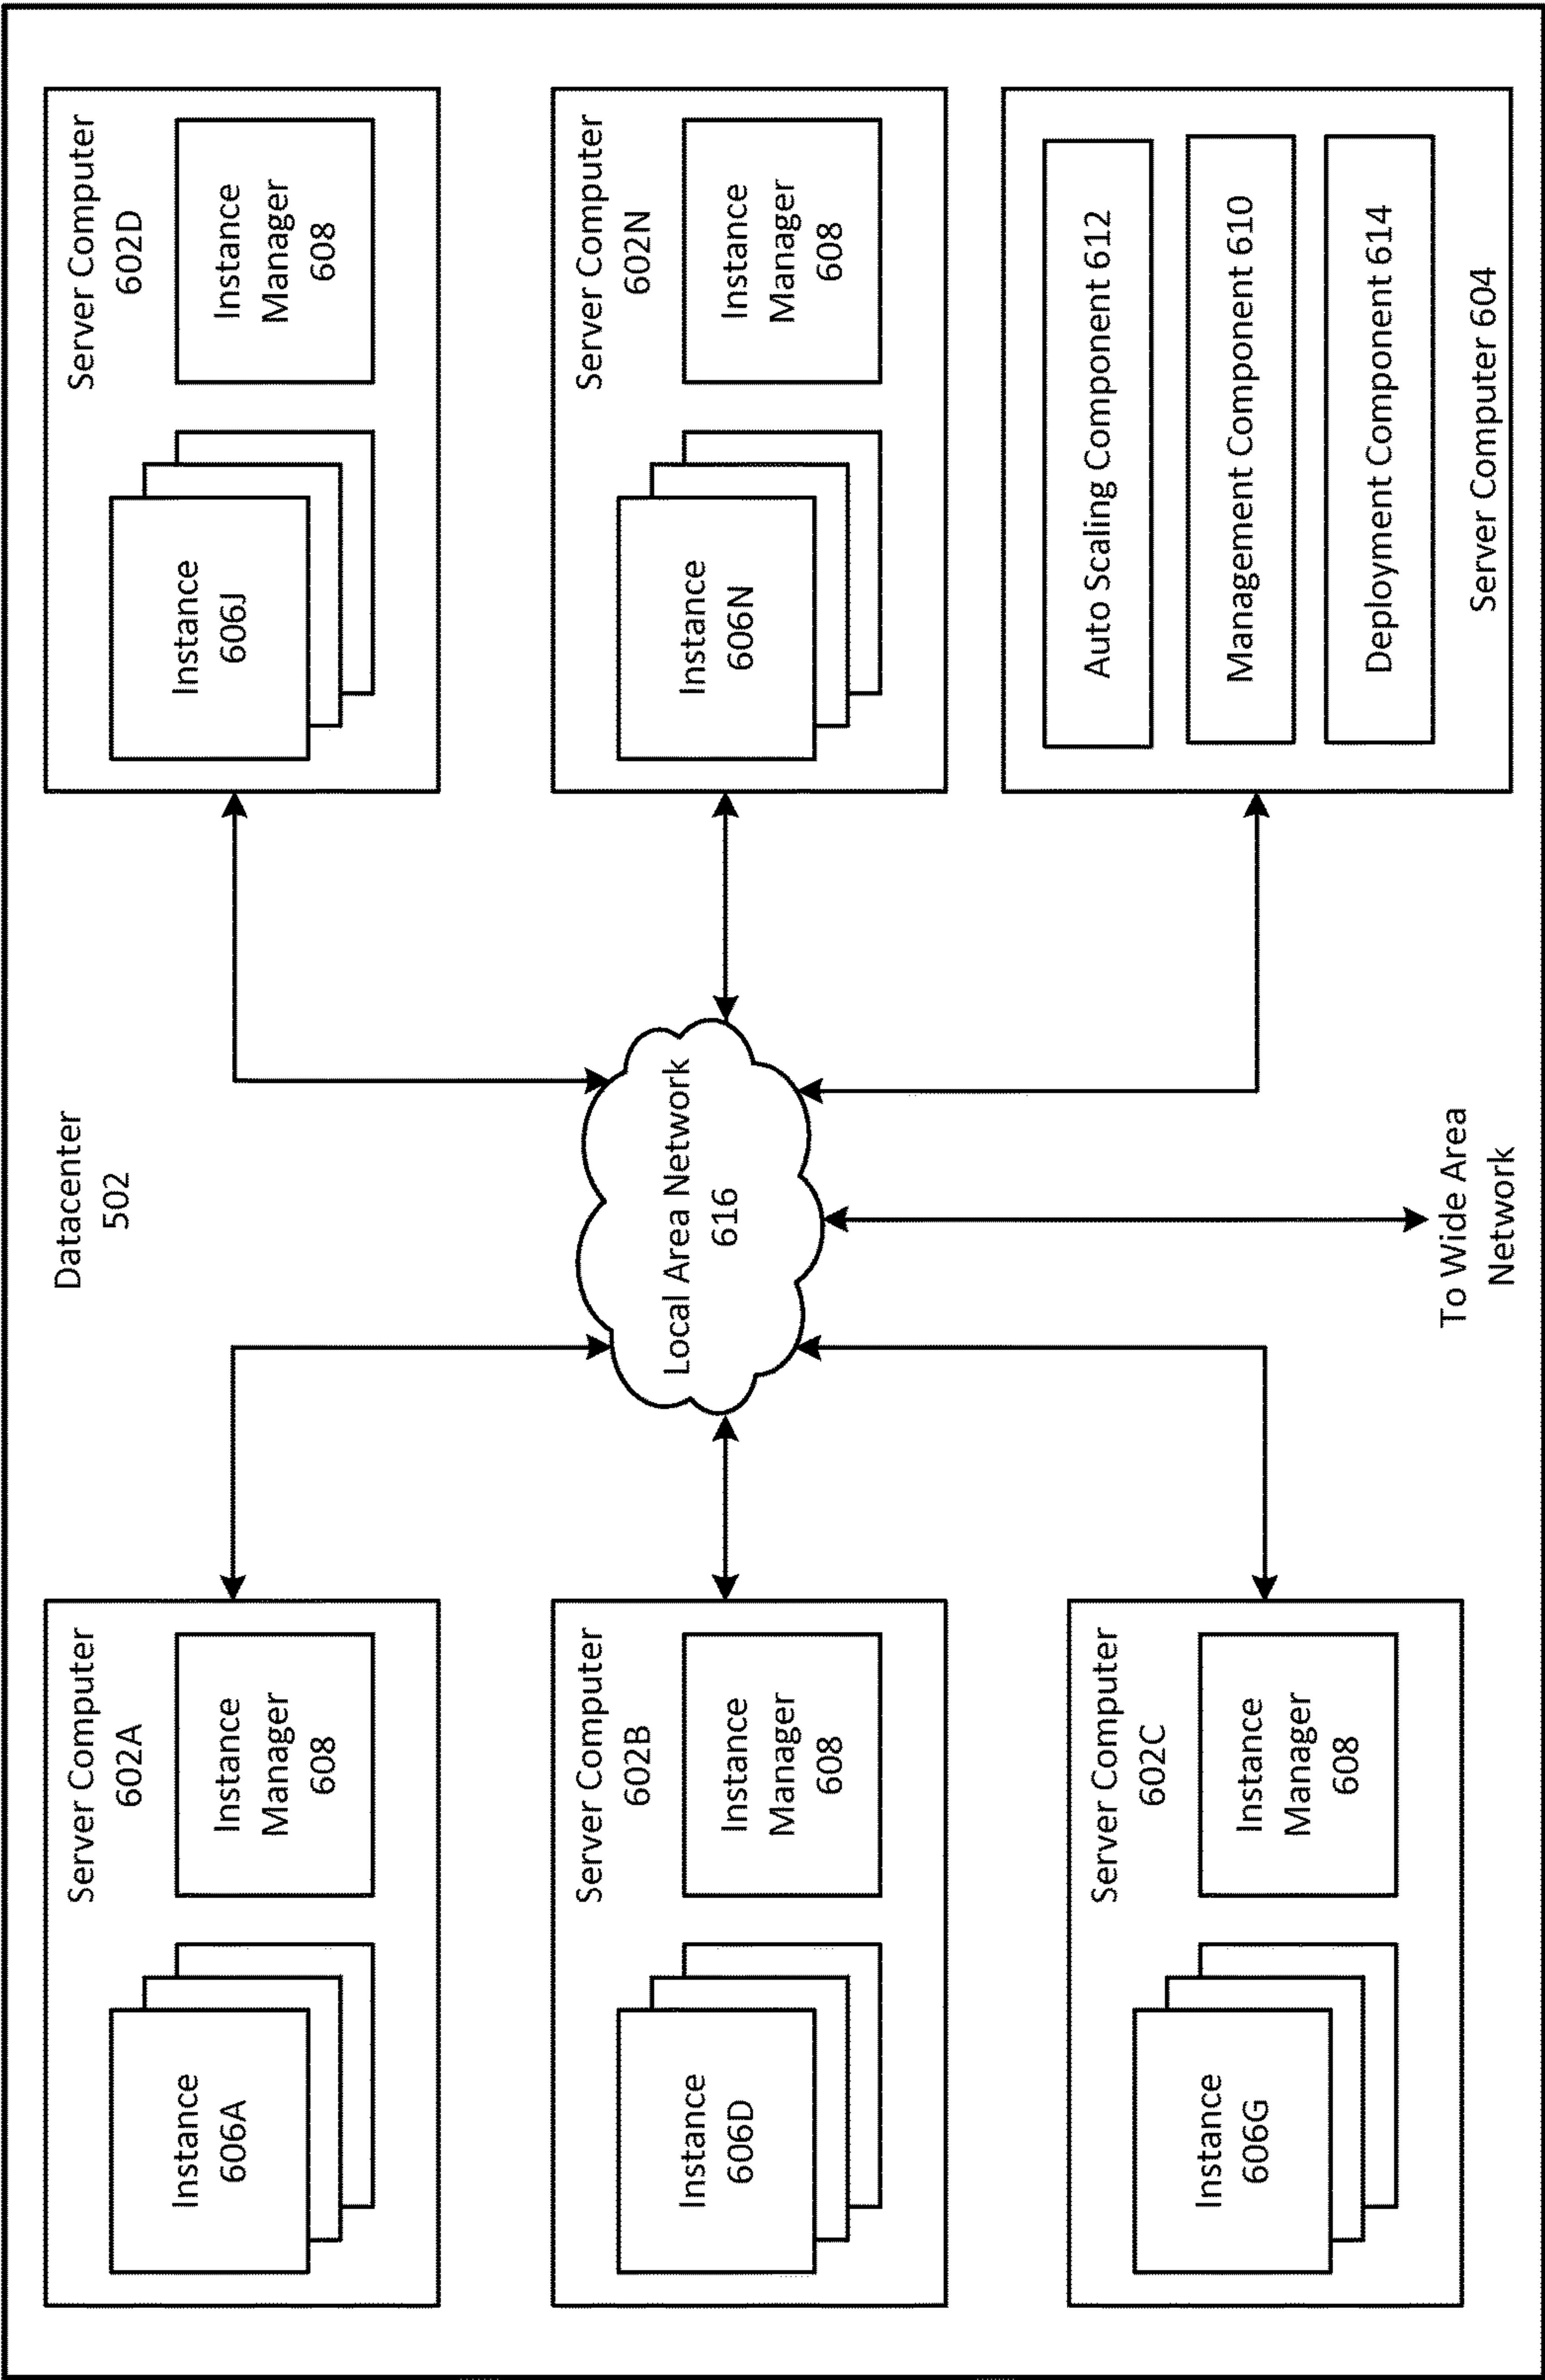 Datacenter
502
Server Computer
602A
Instance
606A
Instance
Manager
608
Server Computer
602B
Instance
606D
Instance
Manager
608
Server Computer
602C
Instance
606G
Instance
Manager
608
Local Area Network
616
To Wide Area
Network
Server Computer
602D
Instance
606J
Instance
Manager
608
Server Computer
602N
Instance
606N
Instance
Manager
608
Auto Scaling Component 612
Management Component 610
Deployment Component 614
Server Computer 604